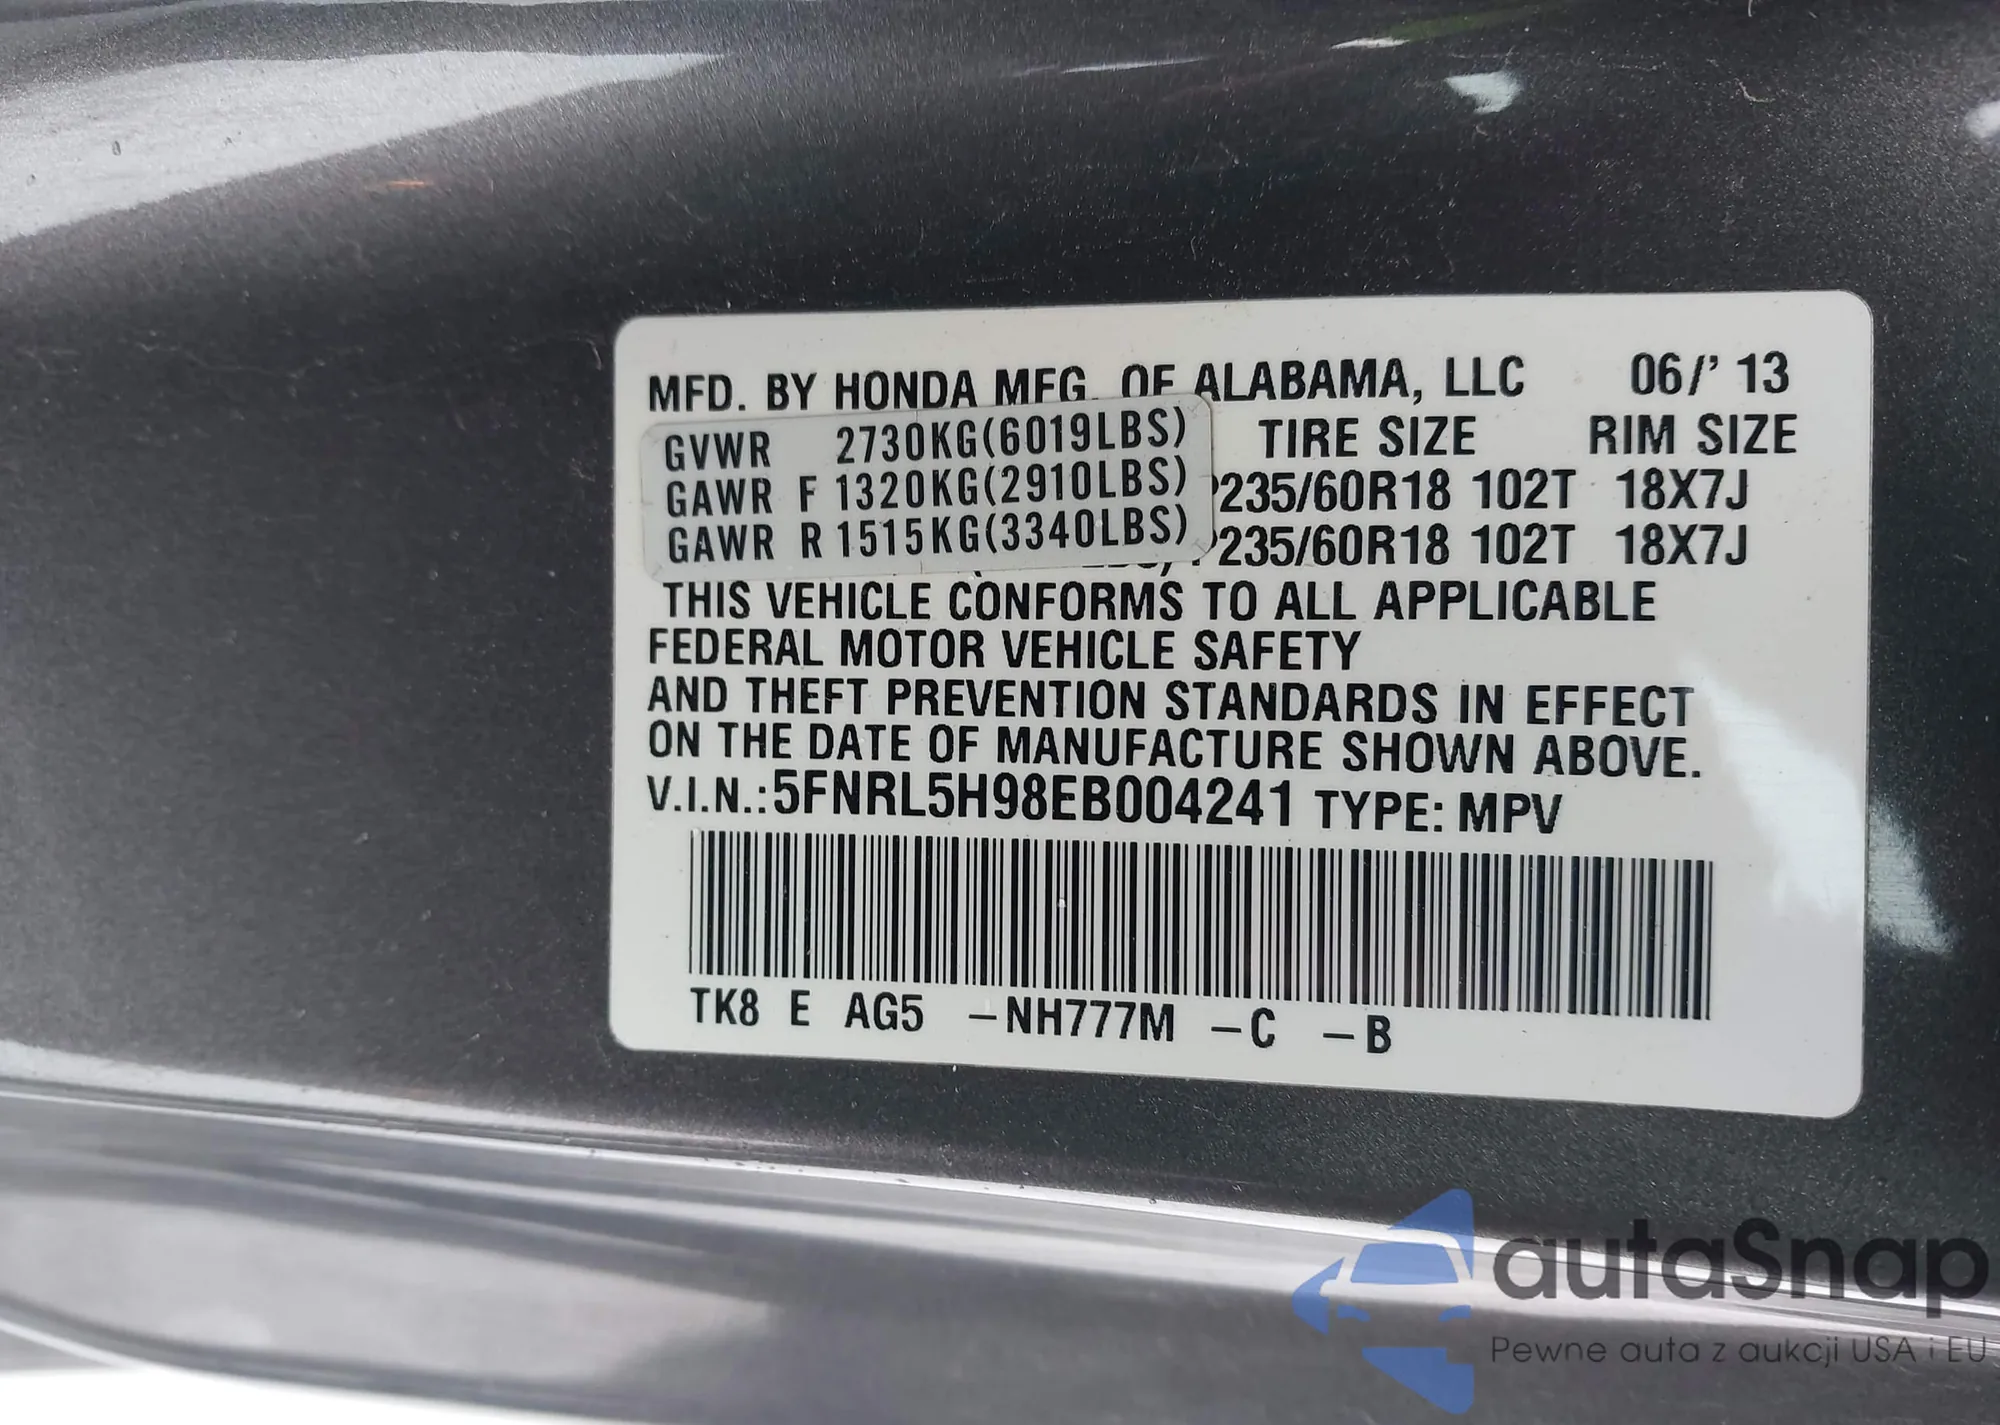 MFD. BY HONDA MFG. OF ALABAMA, LLC 06/' 13
GVWR 2730KG(6019LBS) TIRE SIZE RIM SIZE
GAWR F 1320KG(2910LBS) P235/60R18 102T 18X7J
GAWR R 1515KG(3340LBS) P235/60R18 102T 18X7J
THIS VEHICLE CONFORMS TO ALL APPLICABLE
FEDERAL MOTOR VEHICLE SAFETY
AND THEFT PREVENTION STANDARDS IN EFFECT
ON THE DATE OF MANUFACTURE SHOWN ABOVE.
V.I.N.:5FNRL5H98EB004241 TYPE: MPV
TK8 E AG5 -NH777M -C -B
autaSnap
Pewne auta z aukcji USA i EU